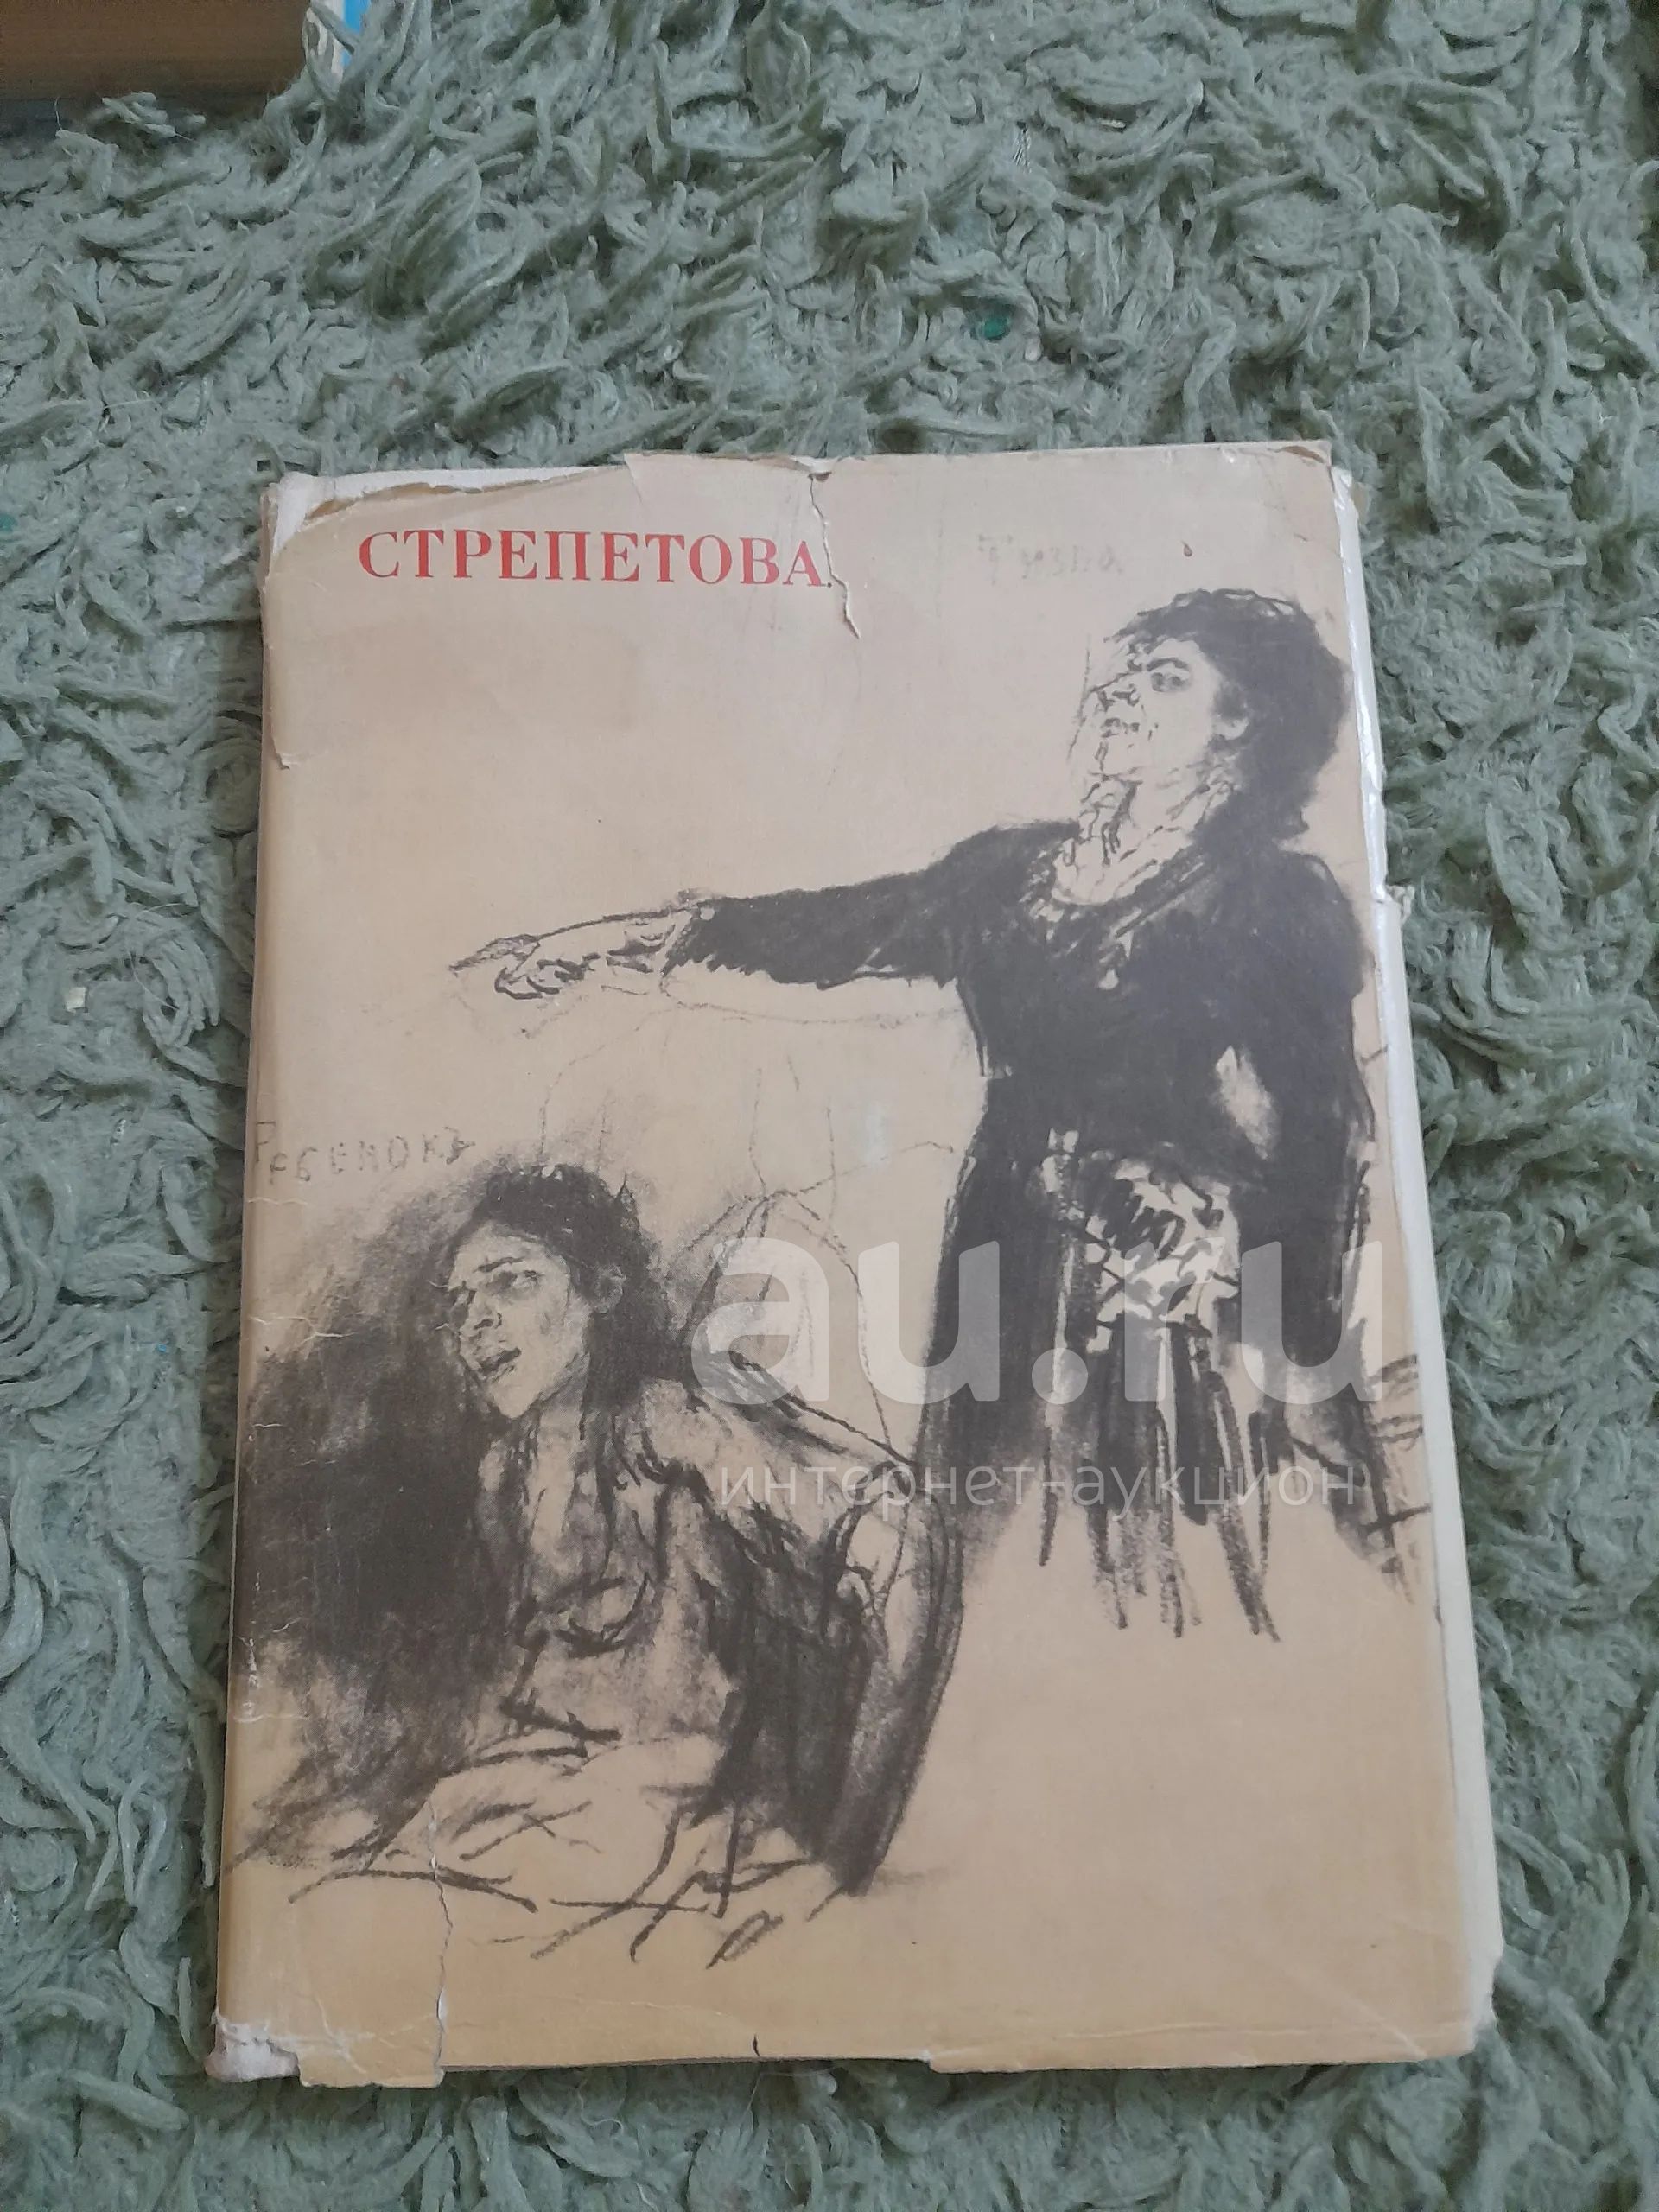 СТРЕПЕТОВА
Ребенокъ
au.ru
интернет-аукцион